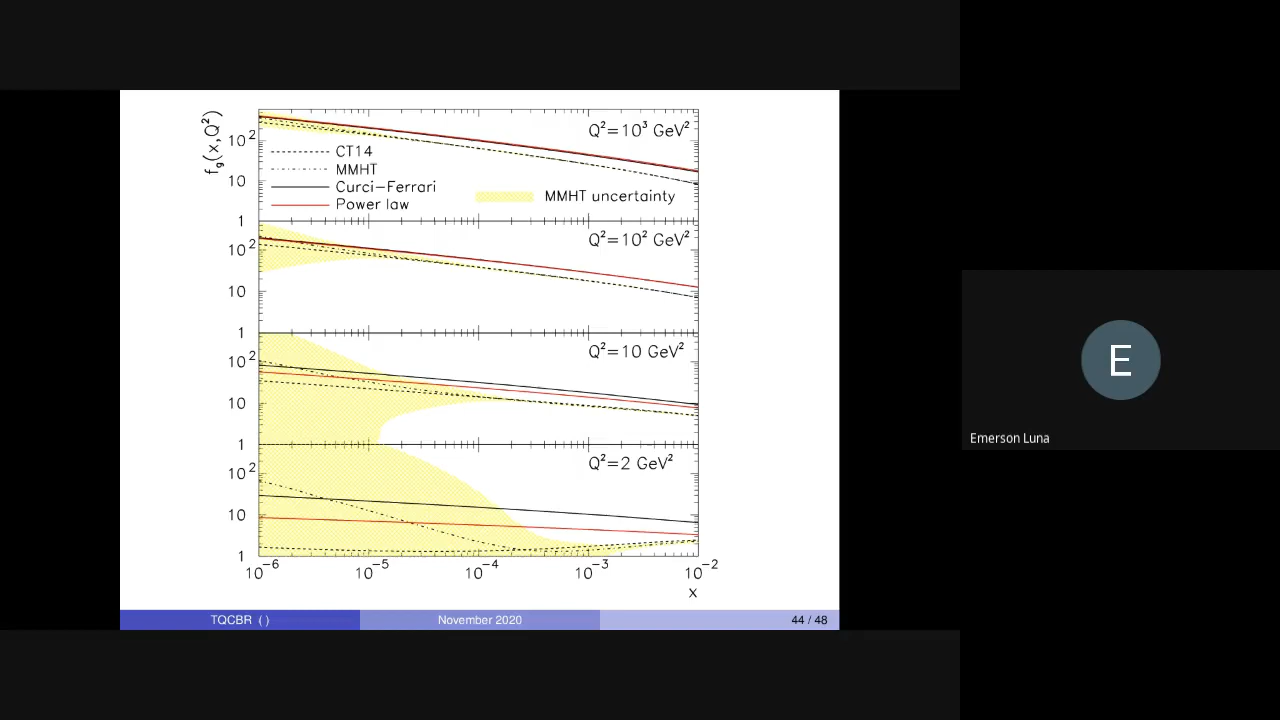 f_g(x,Q²)
Q²=10³ GeV²
10²
10
1
CT14
MMHT
Curci-Ferrari
Power law
MMHT uncertainty
Q²=10² GeV²
10²
10
1
Q²=10 GeV²
10²
10
1
Q²=2 GeV²
10²
10
1
10⁻⁶ 10⁻⁵ 10⁻⁴ 10⁻³ 10⁻²
x
TQCBR ( ) November 2020 44 / 48
E
Emerson Luna